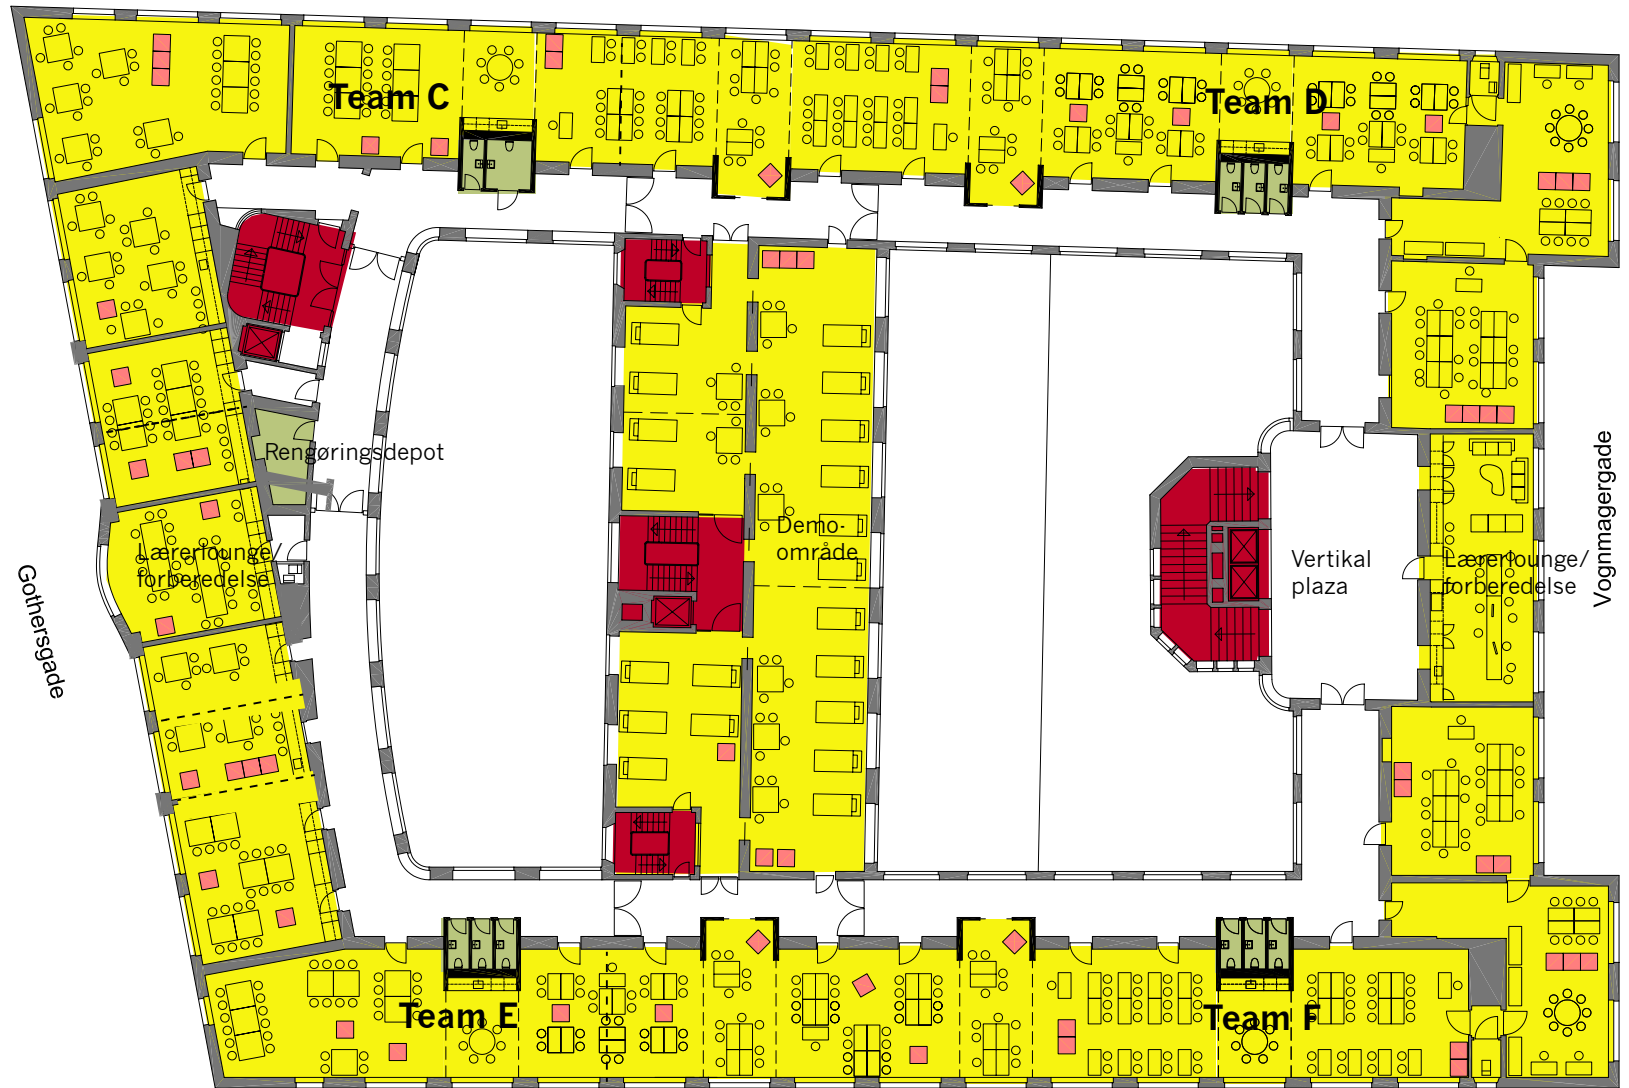 Team C
Team D
Rengøringsdepot
Demo-
område
Lærerlounge/
forberedelse
Vertikal
plaza
Lærerlounge/
forberedelse
Gothersgade
Vognmagergade
Team E
Team F